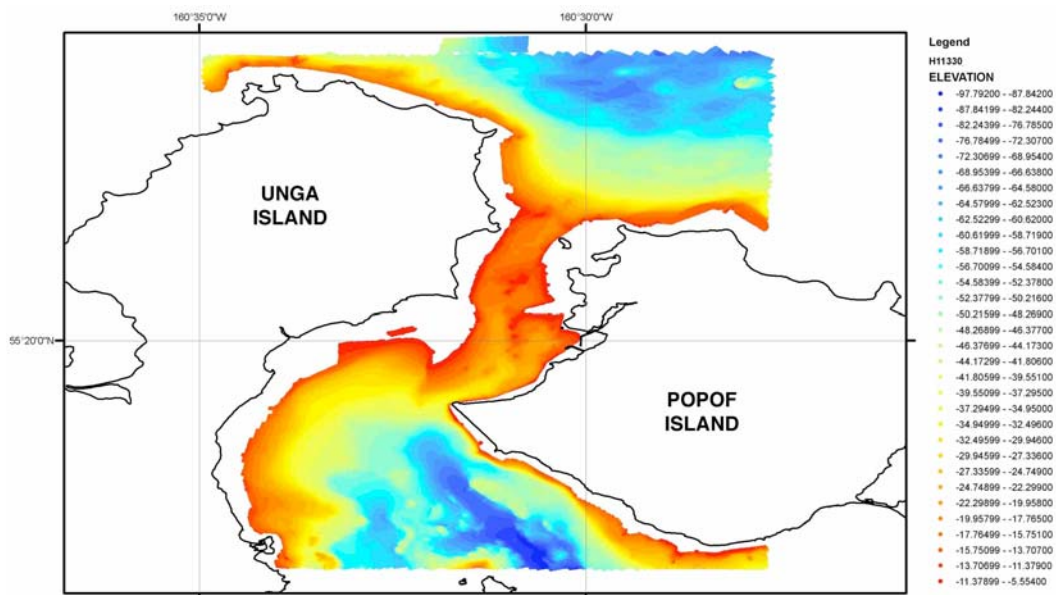 160°35'0"W
160°30'0"W
55°20'0"N
UNGA
ISLAND
POPOF
ISLAND
Legend
H11330
ELEVATION
-97.79200 - -87.84200
-87.84199 - -82.24400
-82.24399 - -76.78500
-76.78499 - -72.30700
-72.30699 - -68.95400
-68.95399 - -66.63800
-66.63799 - -64.58000
-64.57999 - -62.52300
-62.52299 - -60.62000
-60.61999 - -58.71900
-58.71899 - -56.70100
-56.70099 - -54.58400
-54.58399 - -52.37800
-52.37799 - -50.21600
-50.21599 - -48.26900
-48.26899 - -46.37700
-46.37699 - -44.17300
-44.17299 - -41.80600
-41.80599 - -39.55100
-39.55099 - -37.29500
-37.29499 - -34.95000
-34.94999 - -32.49600
-32.49599 - -29.94600
-29.94599 - -27.33600
-27.33599 - -24.74900
-24.74899 - -22.29900
-22.29899 - -19.95800
-19.95799 - -17.76500
-17.76499 - -15.75100
-15.75099 - -13.70700
-13.70699 - -11.37900
-11.37899 - -5.55400